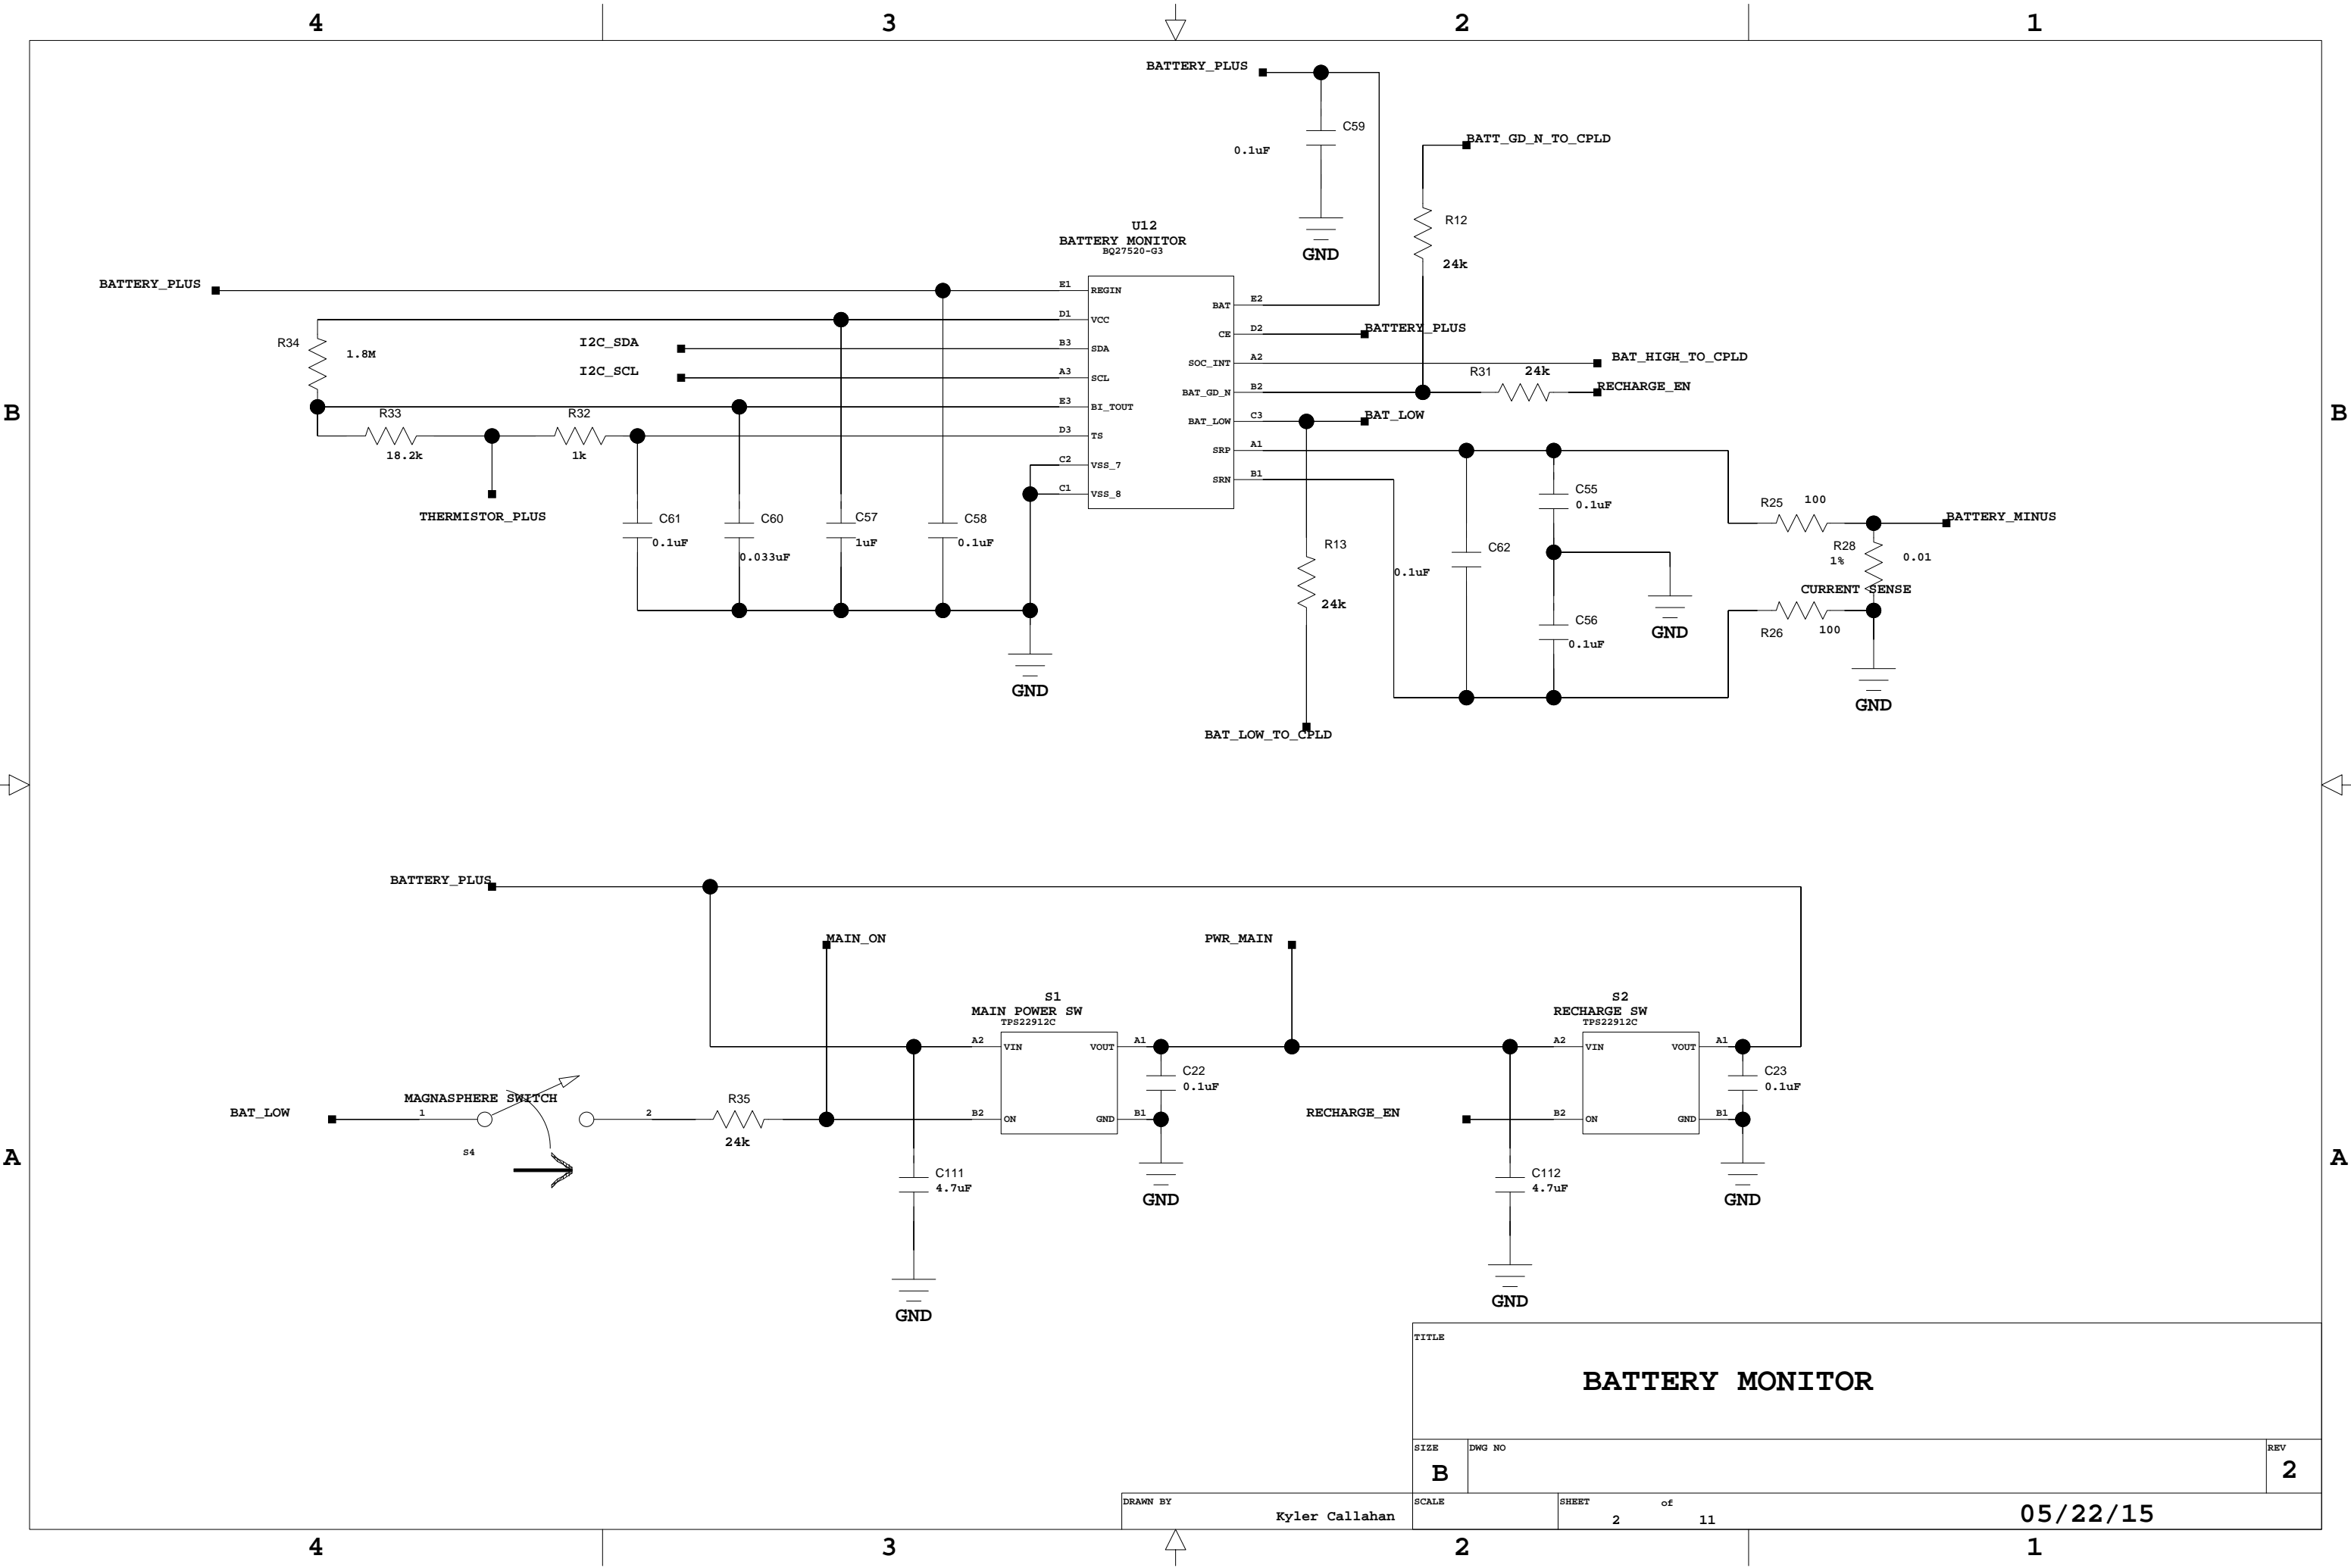 4 3 2 1
BATTERY_PLUS
C59
0.1uF
GND
BATT_GD_N_TO_CPLD
R12
24k
U12
BATTERY MONITOR
BQ27520-G3
BATTERY_PLUS
E1 REGIN
D1 VCC
B3 SDA
A3 SCL
E3 BI_TOUT
D3 TS
C2 VSS_7
C1 VSS_8
BAT E2
CE D2
SOC_INT A2
BAT_GD_N B2
BAT_LOW C3
SRP A1
SRN B1
BATTERY_PLUS
BAT_HIGH_TO_CPLD
R31 24k
RECHARGE_EN
BAT_LOW
R34
1.8M
I2C_SDA
I2C_SCL
R33
18.2k
R32
1k
THERMISTOR_PLUS
C61
0.1uF
C60
0.033uF
C57
1uF
C58
0.1uF
GND
R13
24k
BAT_LOW_TO_CPLD
C62
0.1uF
C55
0.1uF
C56
0.1uF
GND
R25 100
BATTERY_MINUS
R28
1%
0.01
CURRENT SENSE
R26 100
GND
B B
BATTERY_PLUS
MAIN_ON
PWR_MAIN
S1
MAIN POWER SW
TPS22912C
A2 VIN VOUT A1
B2 ON GND B1
C22
0.1uF
GND
S2
RECHARGE SW
TPS22912C
A2 VIN VOUT A1
B2 ON GND B1
C23
0.1uF
GND
BAT_LOW
MAGNASPHERE SWITCH
1 2
S4
R35
24k
RECHARGE_EN
C111
4.7uF
GND
C112
4.7uF
GND
A A
TITLE
BATTERY MONITOR
SIZE
B
DWG NO
REV
2
DRAWN BY
Kyler Callahan
SCALE
SHEET
2 of 11
05/22/15
4 3 2 1